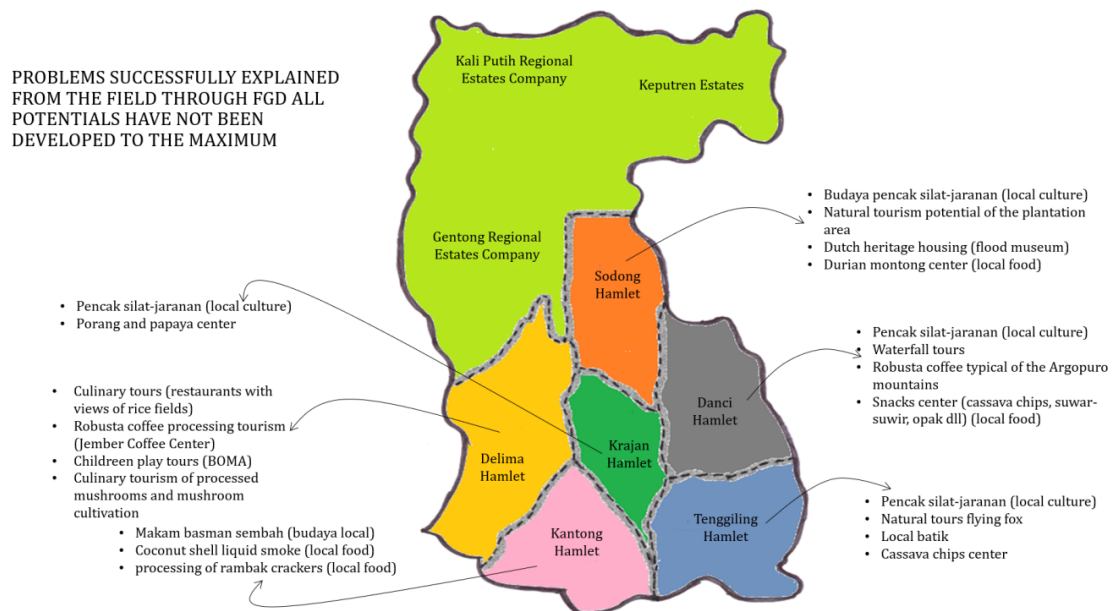 PROBLEMS SUCCESSFULLY EXPLAINED
FROM THE FIELD THROUGH FGD ALL
POTENTIALS HAVE NOT BEEN
DEVELOPED TO THE MAXIMUM
Kali Putih Regional
Estates Company
Keputren Estates
Gentong Regional
Estates Company
Sodong
Hamlet
Danci
Hamlet
Krajan
Hamlet
Delima
Hamlet
Kantong
Hamlet
Tenggiling
Hamlet
• Budaya pencak silat-jaranan (local culture)
• Natural tourism potential of the plantation
area
• Dutch heritage housing (flood museum)
• Durian montong center (local food)
• Pencak silat-jaranan (local culture)
• Porang and papaya center
• Pencak silat-jaranan (local culture)
• Waterfall tours
• Robusta coffee typical of the Argopuro
mountains
• Snacks center (cassava chips, suwar-
suwir, opak dll) (local food)
• Culinary tours (restaurants with
views of rice fields)
• Robusta coffee processing tourism
(Jember Coffee Center)
• Childreen play tours (BOMA)
• Culinary tourism of processed
mushrooms and mushroom
cultivation
• Makam basman sembah (budaya local)
• Coconut shell liquid smoke (local food)
• processing of rambak crackers (local food)
• Pencak silat-jaranan (local culture)
• Natural tours flying fox
• Local batik
• Cassava chips center